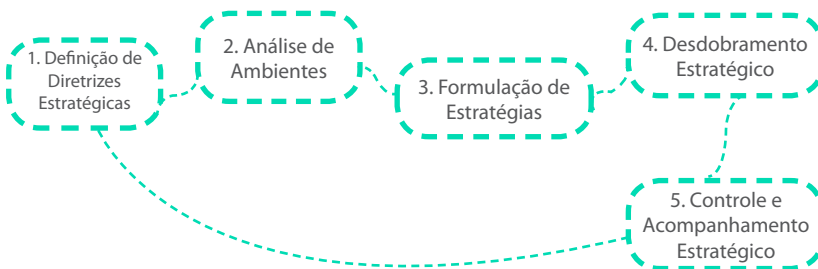 1. Definição de
Diretrizes
Estratégicas
2. Análise de
Ambientes
3. Formulação de
Estratégias
4. Desdobramento
Estratégico
5. Controle e
Acompanhamento
Estratégico